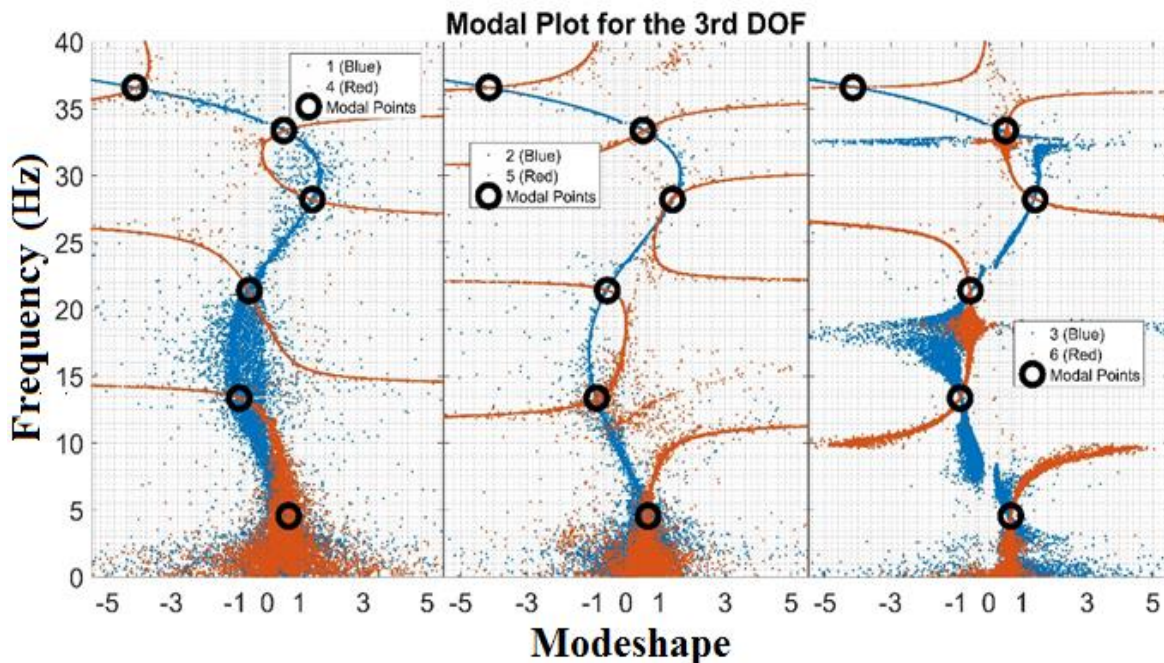 Modal Plot for the 3rd DOF
Frequency (Hz)
40
35
30
25
20
15
10
5
0
1 (Blue)
4 (Red)
Modal Points
2 (Blue)
5 (Red)
Modal Points
3 (Blue)
6 (Red)
Modal Points
-5 -3 -1 0 1 3 5
-5 -3 -1 0 1 3 5
-5 -3 -1 0 1 3 5
Modeshape